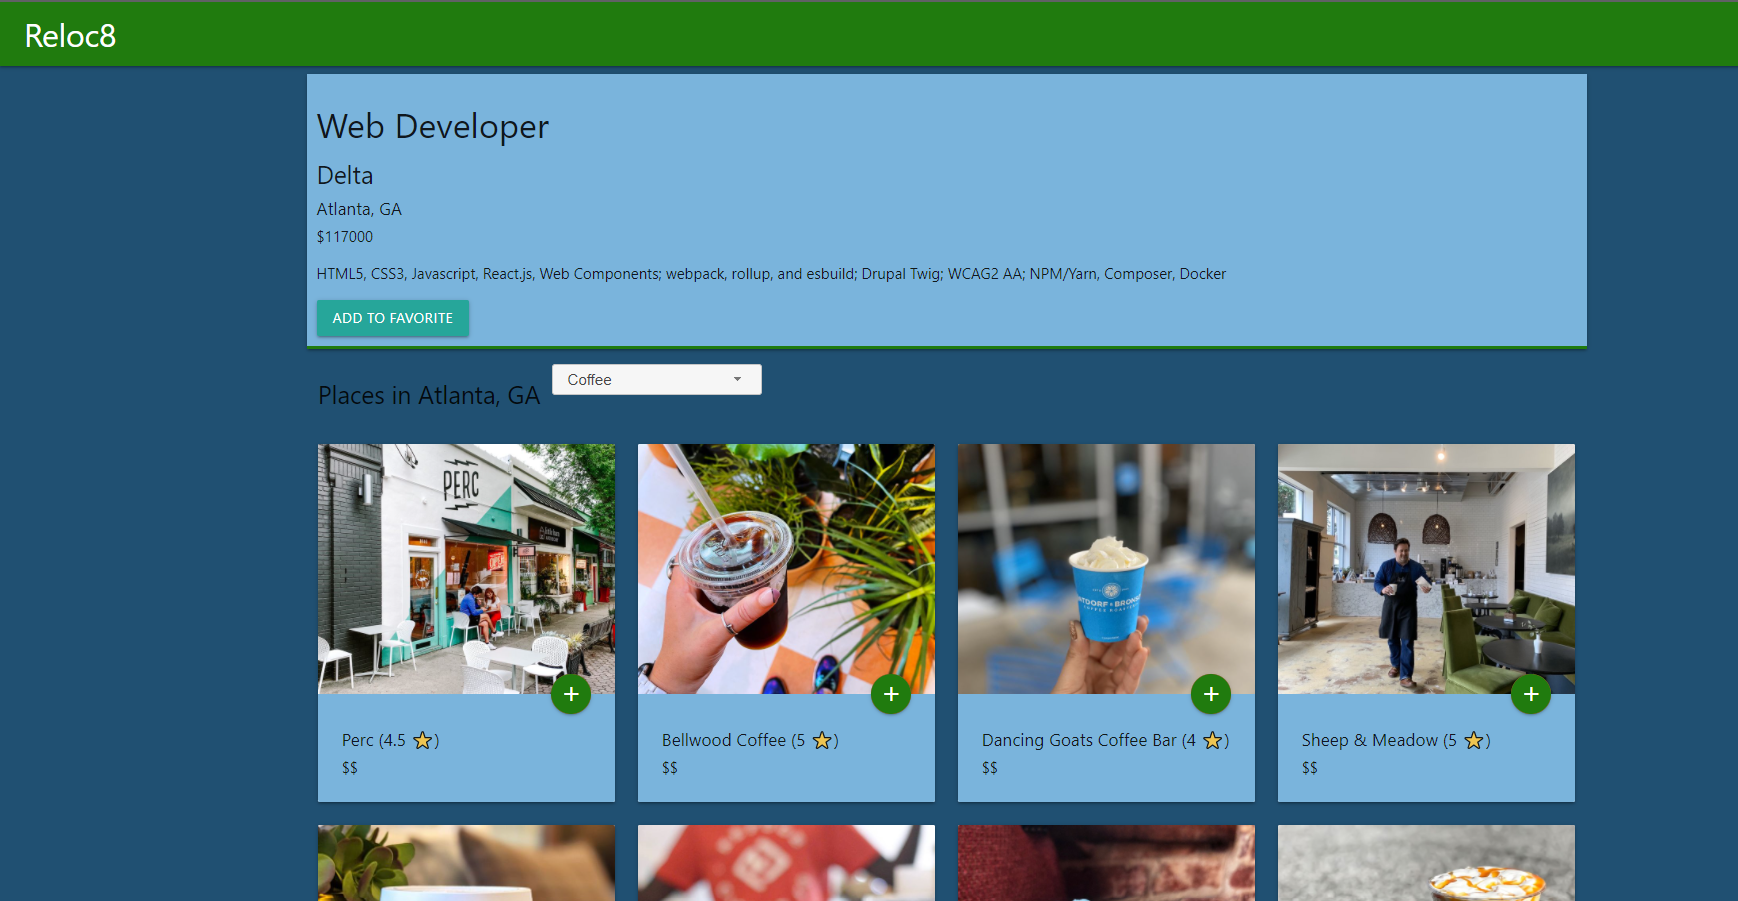 Reloc8
Web Developer
Delta
Atlanta, GA
$117000
HTML5, CSS3, Javascript, React.js, Web Components; webpack, rollup, and esbuild; Drupal Twig; WCAG2 AA; NPM/Yarn, Composer, Docker
ADD TO FAVORITE
Places in Atlanta, GA
Coffee
PERC
+
+
+
+
Perc (4.5 ⭐)
$$
Bellwood Coffee (5 ⭐)
$$
Dancing Goats Coffee Bar (4 ⭐)
$$
Sheep & Meadow (5 ⭐)
$$